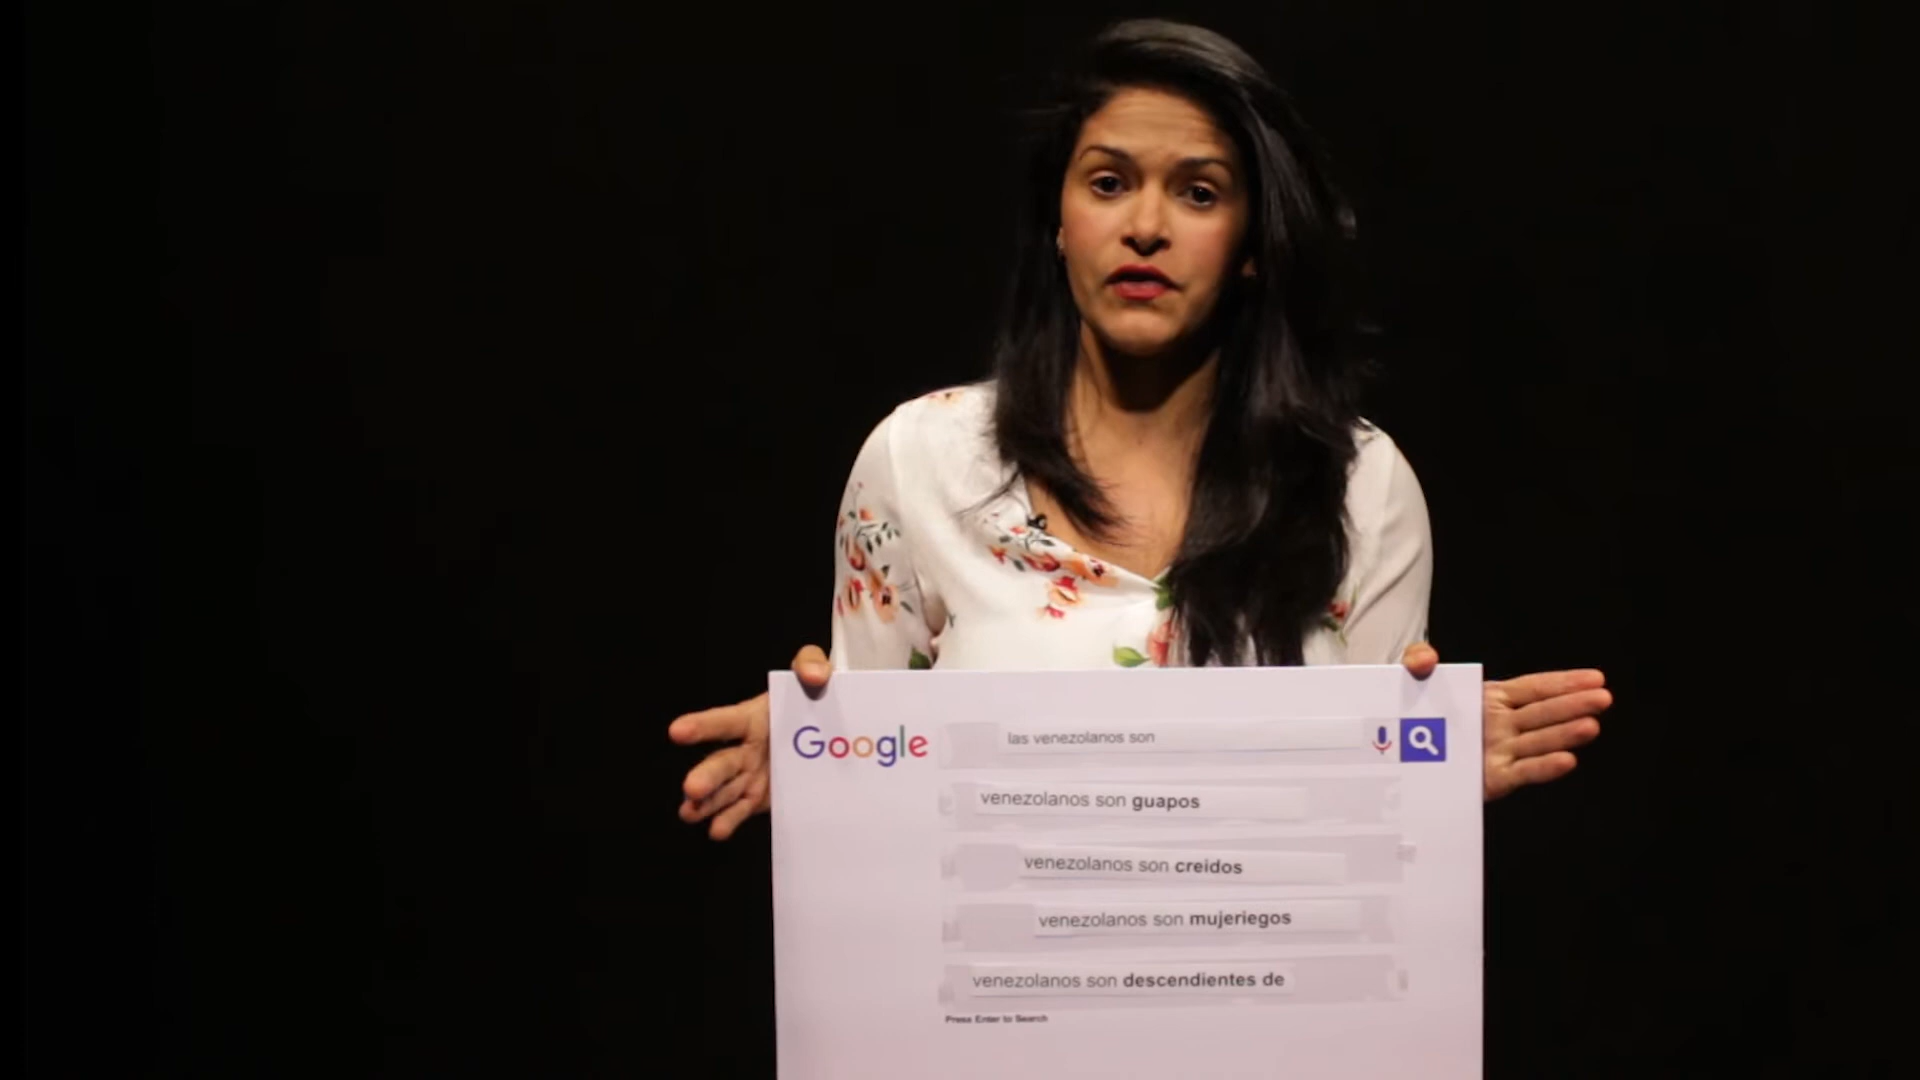 Google
las venezolanos son
venezolanos son guapos
venezolanos son creidos
venezolanos son mujeriegos
venezolanos son descendientes de
Press Enter to Search